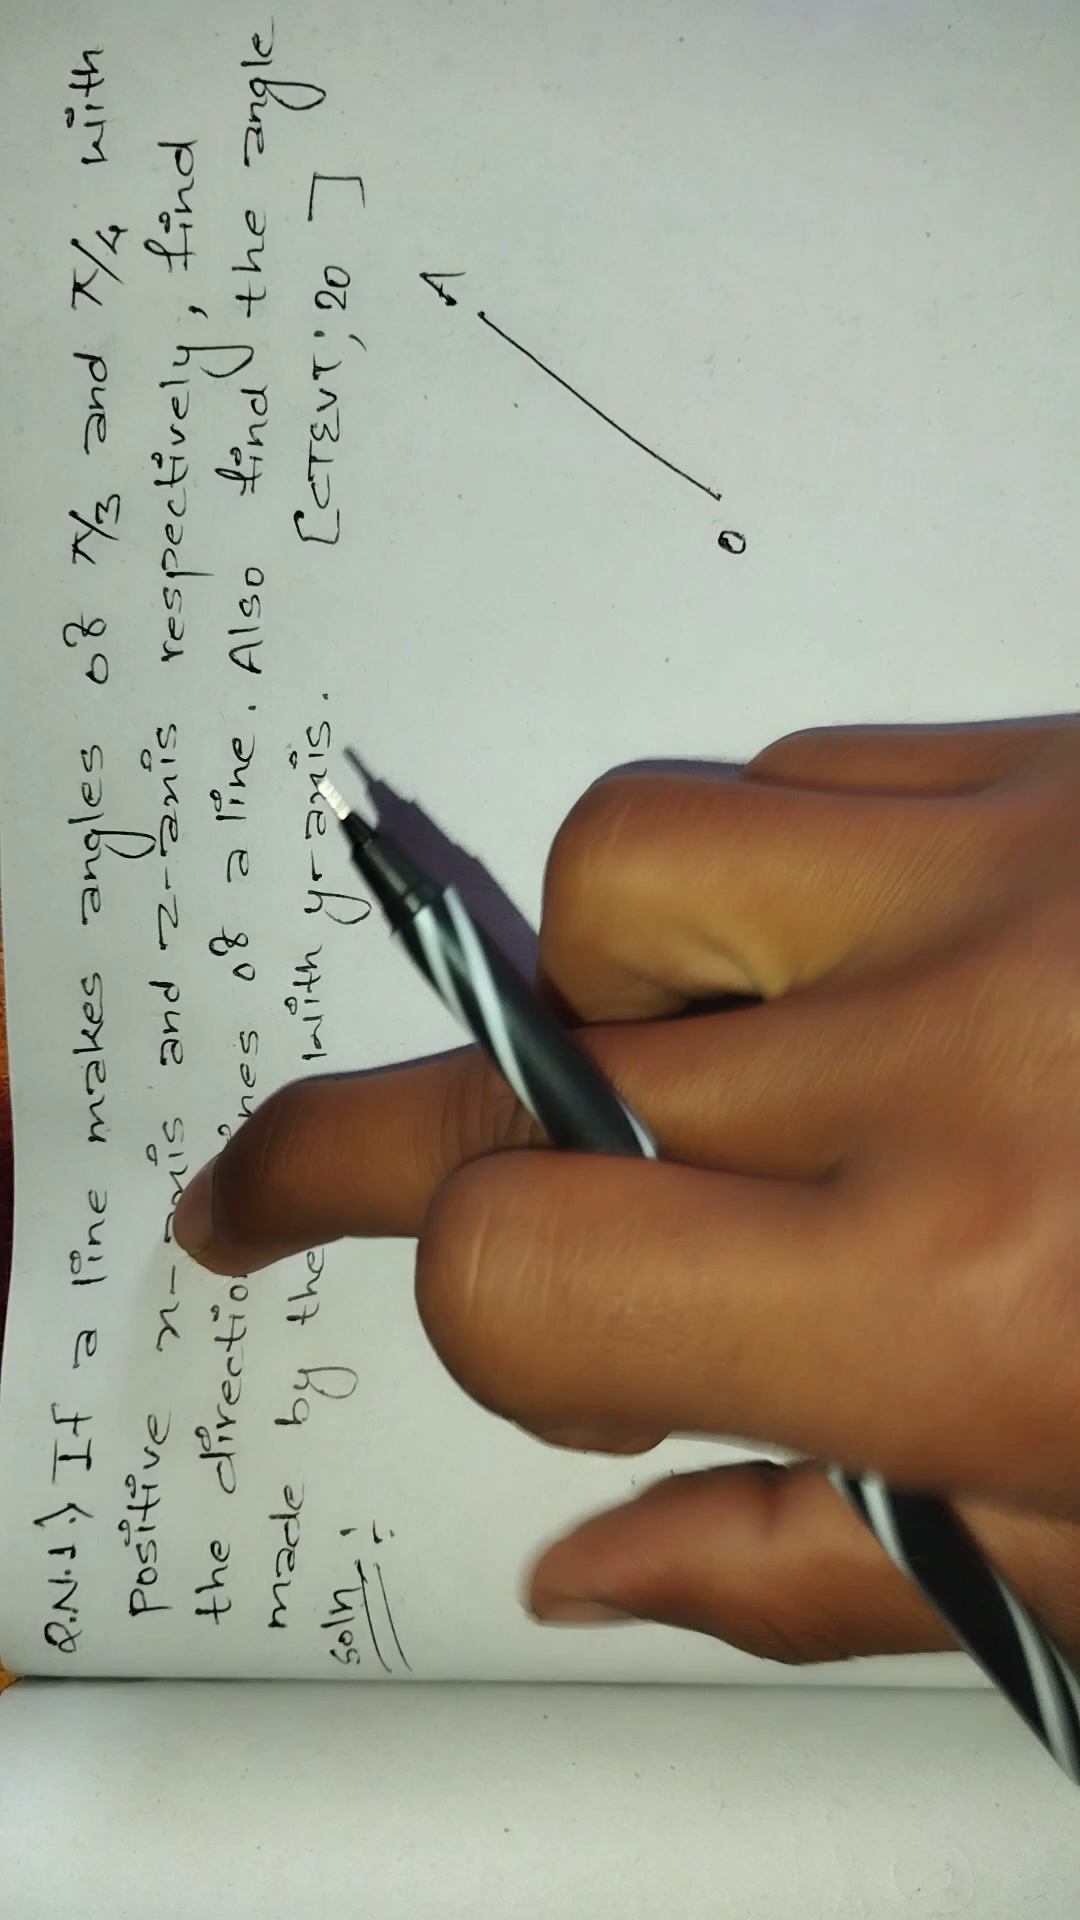 Q.N.1.) If a line makes angles of π/3 and π/4 with
positive x-axis and z-axis respectively, find
the of a line. Also find the angle
made by the with y-axis. [CTEVT; 20 ]
soln:
A
O